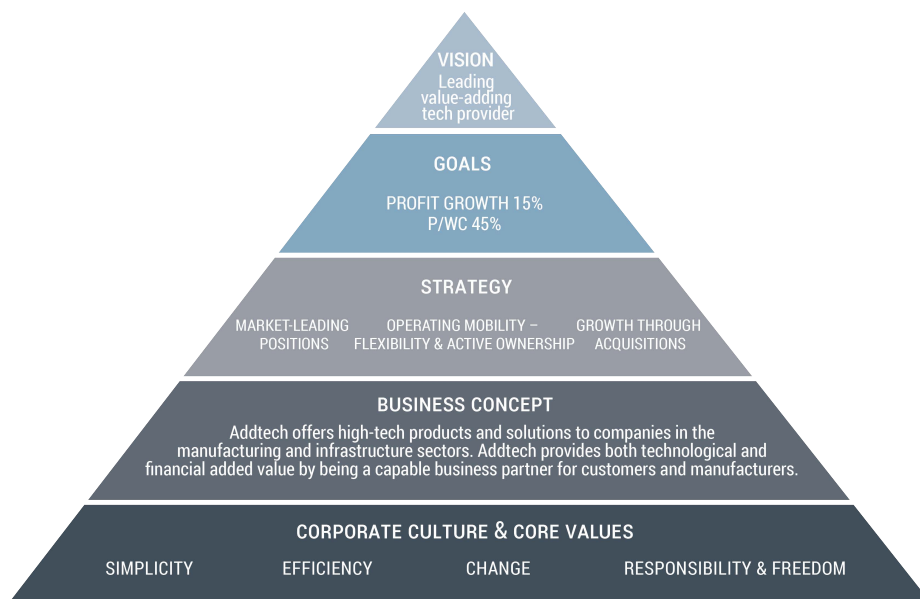 VISION
Leading
value-adding
tech provider
GOALS
PROFIT GROWTH 15%
P/WC 45%
STRATEGY
MARKET-LEADING
POSITIONS
OPERATING MOBILITY –
FLEXIBILITY & ACTIVE OWNERSHIP
GROWTH THROUGH
ACQUISITIONS
BUSINESS CONCEPT
Addtech offers high-tech products and solutions to companies in the
manufacturing and infrastructure sectors. Addtech provides both technological and
financial added value by being a capable business partner for customers and manufacturers.
CORPORATE CULTURE & CORE VALUES
SIMPLICITY
EFFICIENCY
CHANGE
RESPONSIBILITY & FREEDOM